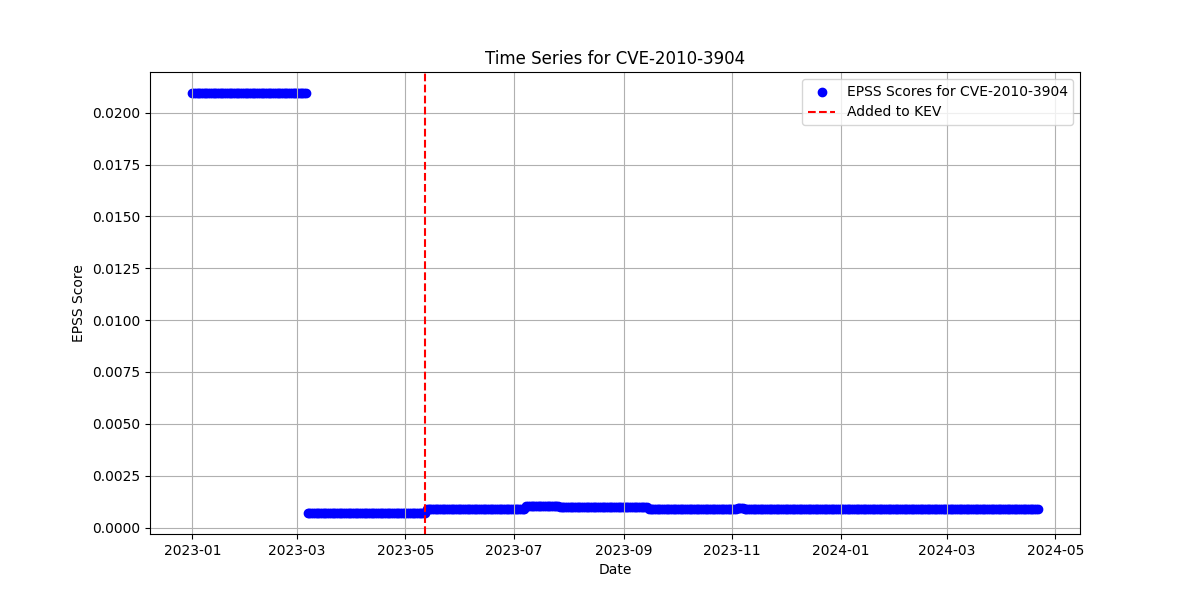 Time Series for CVE-2010-3904
EPSS Scores for CVE-2010-3904
Added to KEV
EPSS Score
0.0200
0.0175
0.0150
0.0125
0.0100
0.0075
0.0050
0.0025
0.0000
2023-01 2023-03 2023-05 2023-07 2023-09 2023-11 2024-01 2024-03 2024-05
Date